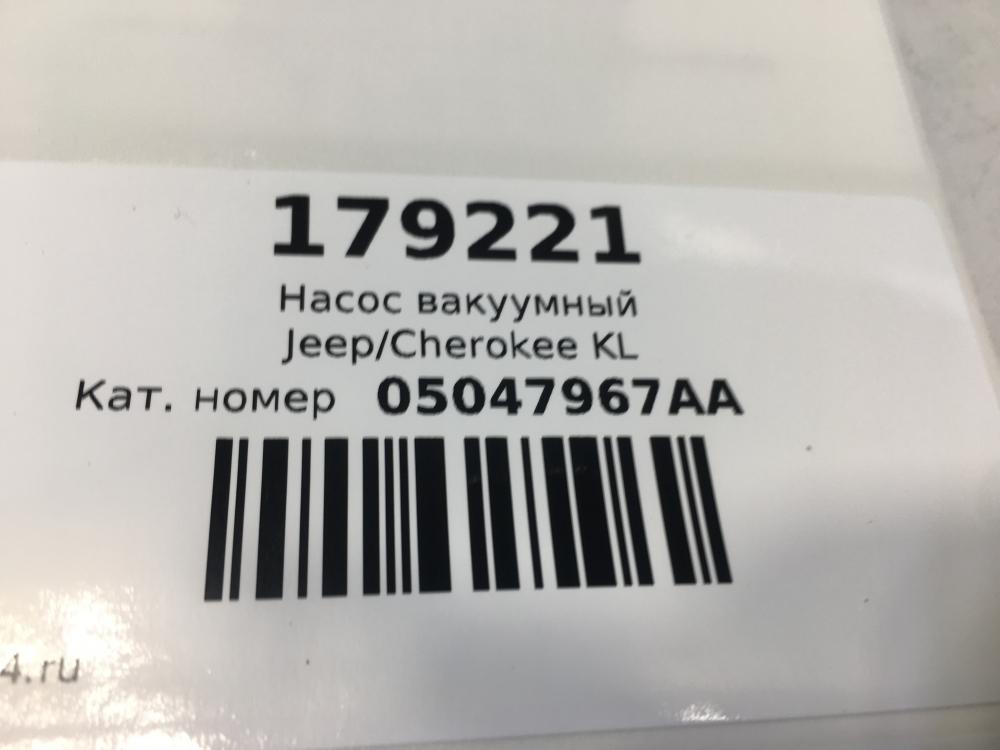 179221
Насос вакуумный
Jeep/Cherokee KL
Кат. номер 05047967AA
4.ru